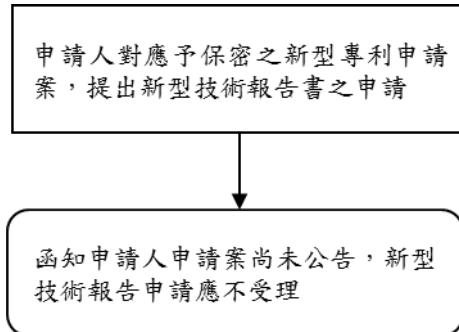 申請人對應予保密之新型專利申請
案，提出新型技術報告書之申請
函知申請人申請案尚未公告，新型
技術報告申請應不受理